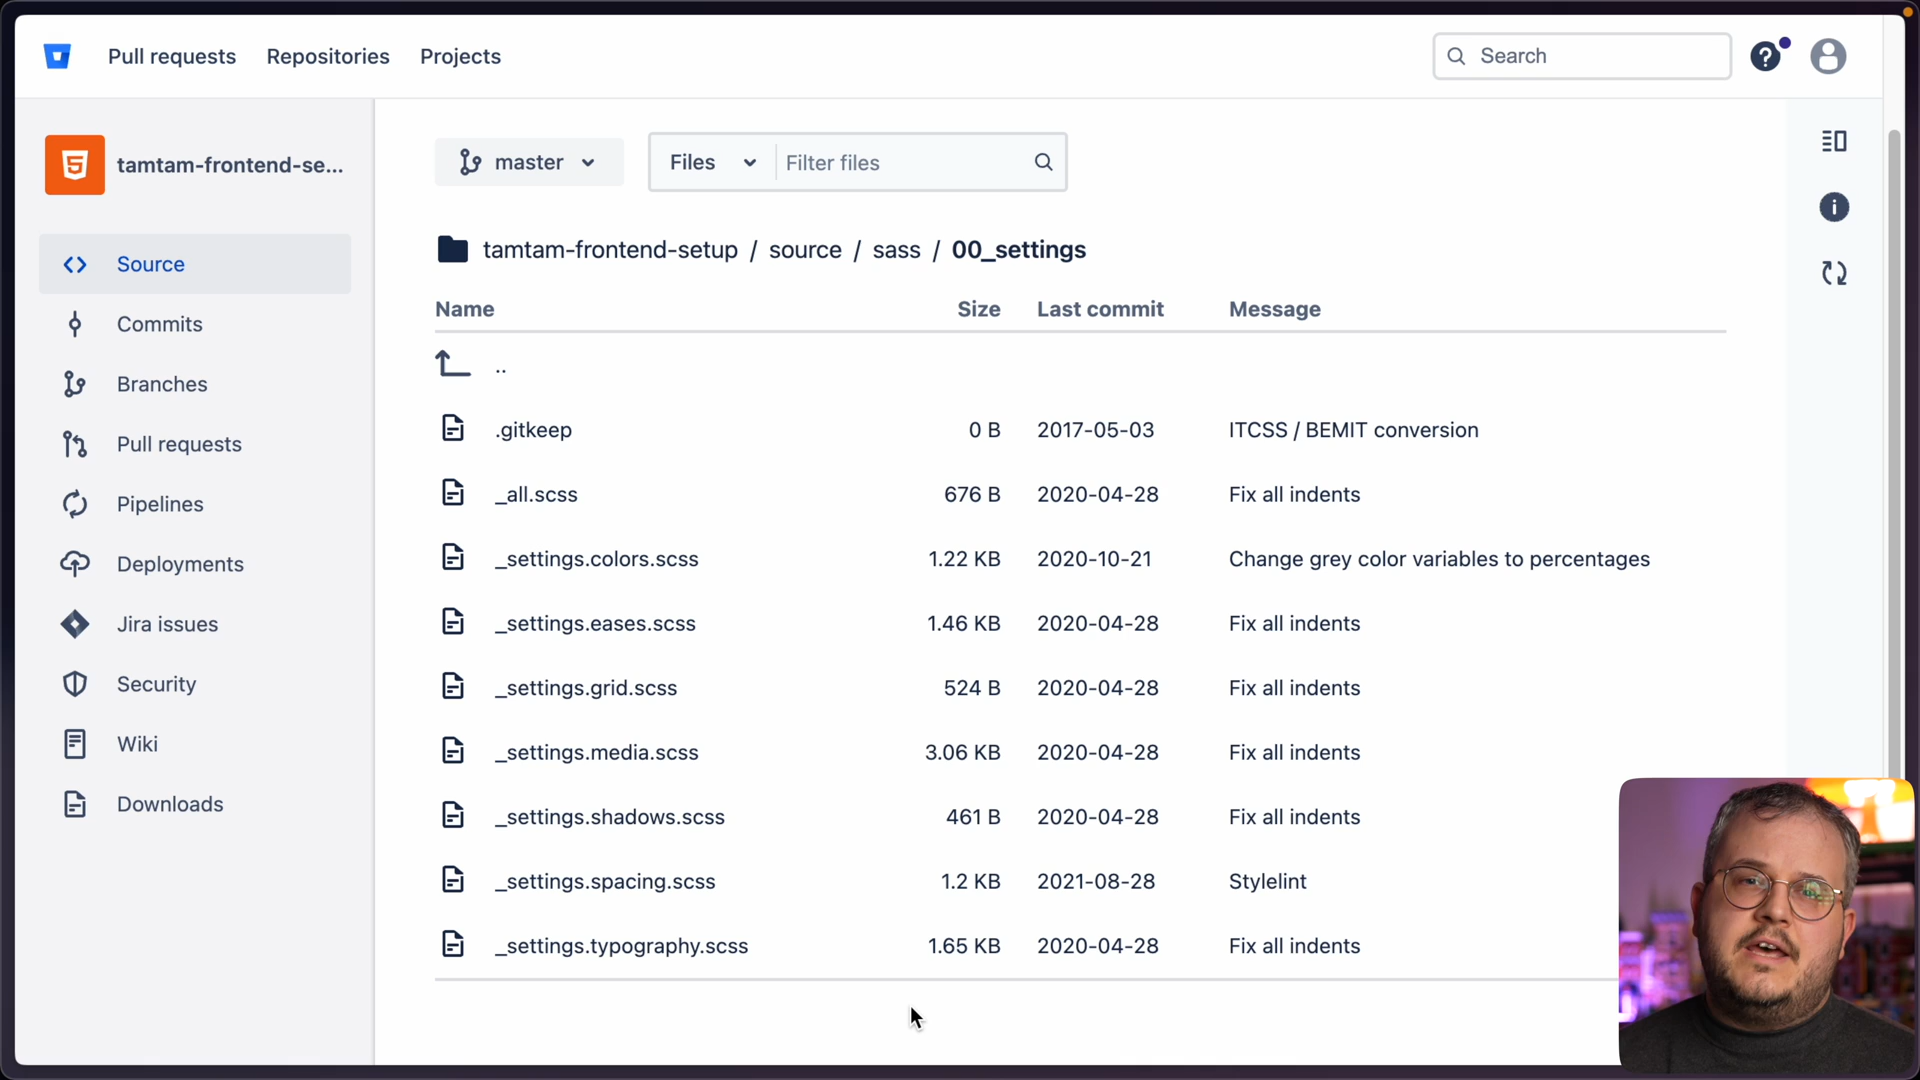 Pull requests Repositories Projects Search
tamtam-frontend-se...
Source
Commits
Branches
Pull requests
Pipelines
Deployments
Jira issues
Security
Wiki
Downloads
master Files Filter files
tamtam-frontend-setup / source / sass / 00_settings
Name Size Last commit Message
..
.gitkeep 0 B 2017-05-03 ITCSS / BEMIT conversion
_all.scss 676 B 2020-04-28 Fix all indents
_settings.colors.scss 1.22 KB 2020-10-21 Change grey color variables to percentages
_settings.eases.scss 1.46 KB 2020-04-28 Fix all indents
_settings.grid.scss 524 B 2020-04-28 Fix all indents
_settings.media.scss 3.06 KB 2020-04-28 Fix all indents
_settings.shadows.scss 461 B 2020-04-28 Fix all indents
_settings.spacing.scss 1.2 KB 2021-08-28 Stylelint
_settings.typography.scss 1.65 KB 2020-04-28 Fix all indents